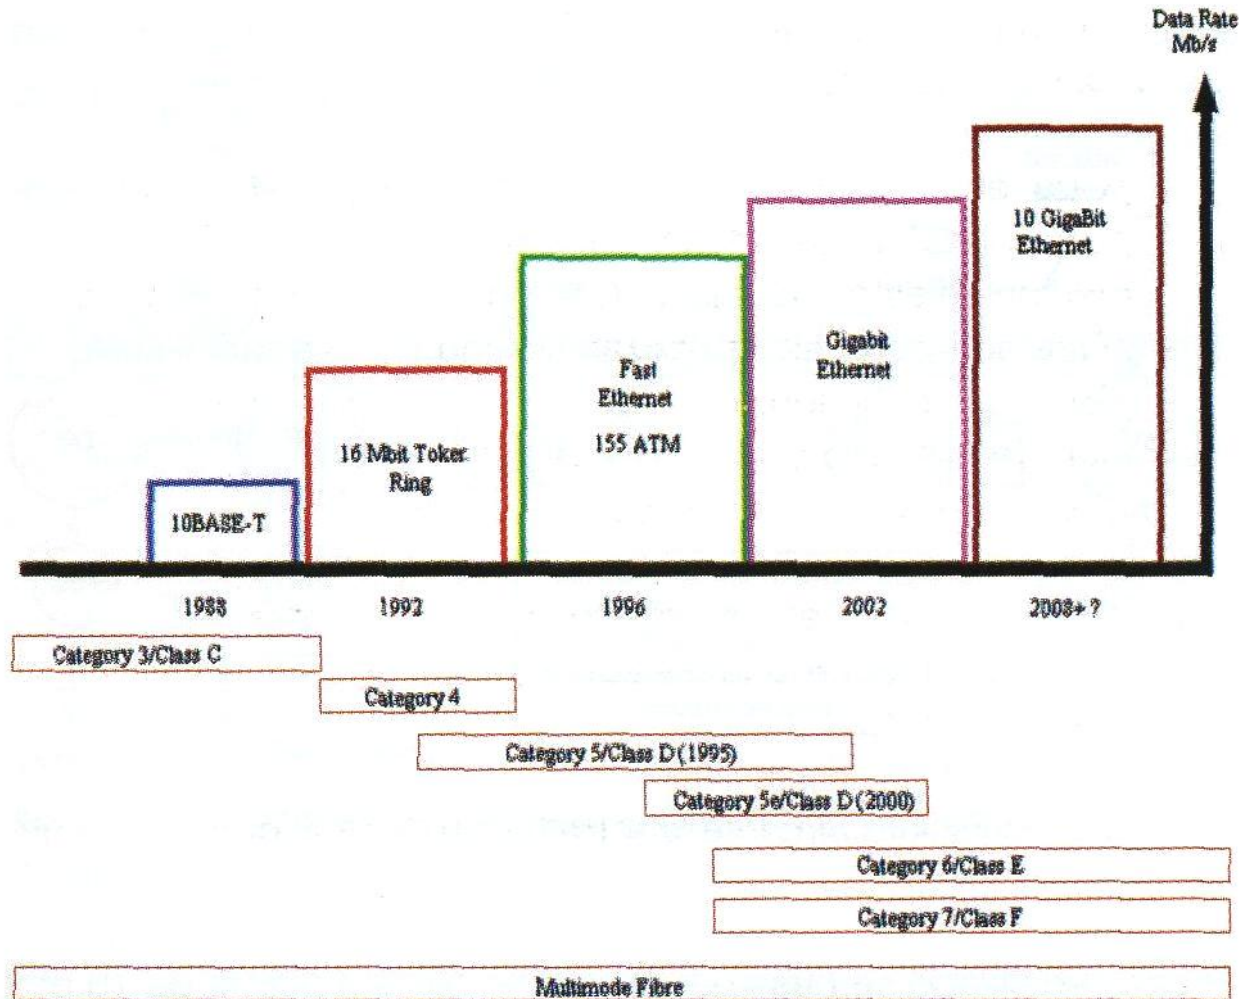 Data Rate
Mb/s
10 GigaBit
Ethernet
Gigabit
Ethernet
Fast
Ethernet
155 ATM
16 Mbit Toker
Ring
10BASE-T
1988
1992
1996
2002
2008+ ?
Category 3/Class C
Category 4
Category 5/Class D (1995)
Category 5e/Class D (2000)
Category 6/Class E
Category 7/Class F
Multimode Fibre